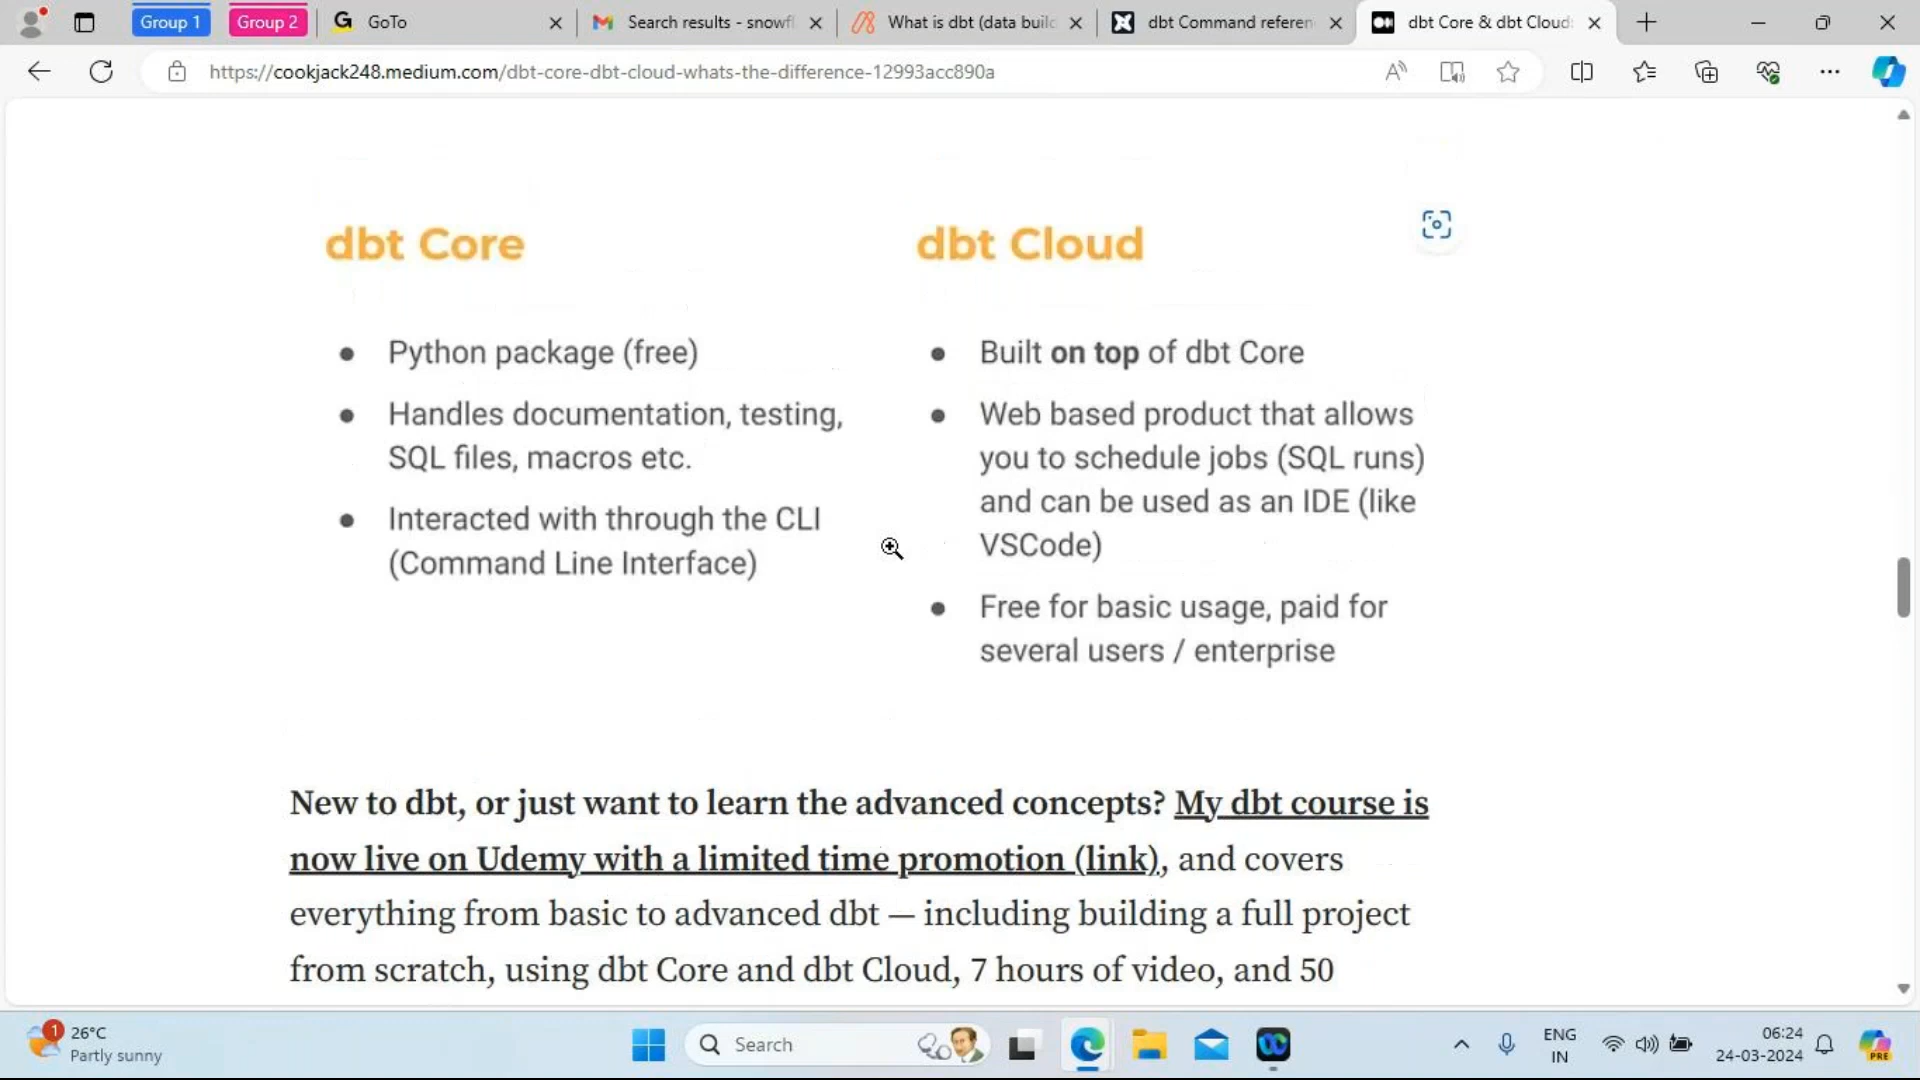 Group 1
Group 2
GoTo
Search results - snowfl
What is dbt (data build
dbt Command referen
dbt Core & dbt Cloud:
https://cookjack248.medium.com/dbt-core-dbt-cloud-whats-the-difference-12993acc890a
dbt Core
Python package (free)
Handles documentation, testing,
SQL files, macros etc.
Interacted with through the CLI
(Command Line Interface)
dbt Cloud
Built on top of dbt Core
Web based product that allows
you to schedule jobs (SQL runs)
and can be used as an IDE (like
VSCode)
Free for basic usage, paid for
several users / enterprise
New to dbt, or just want to learn the advanced concepts? My dbt course is
now live on Udemy with a limited time promotion (link), and covers
everything from basic to advanced dbt — including building a full project
from scratch, using dbt Core and dbt Cloud, 7 hours of video, and 50
1
26°C
Partly sunny
Search
ENG
IN
06:24
24-03-2024
PRE